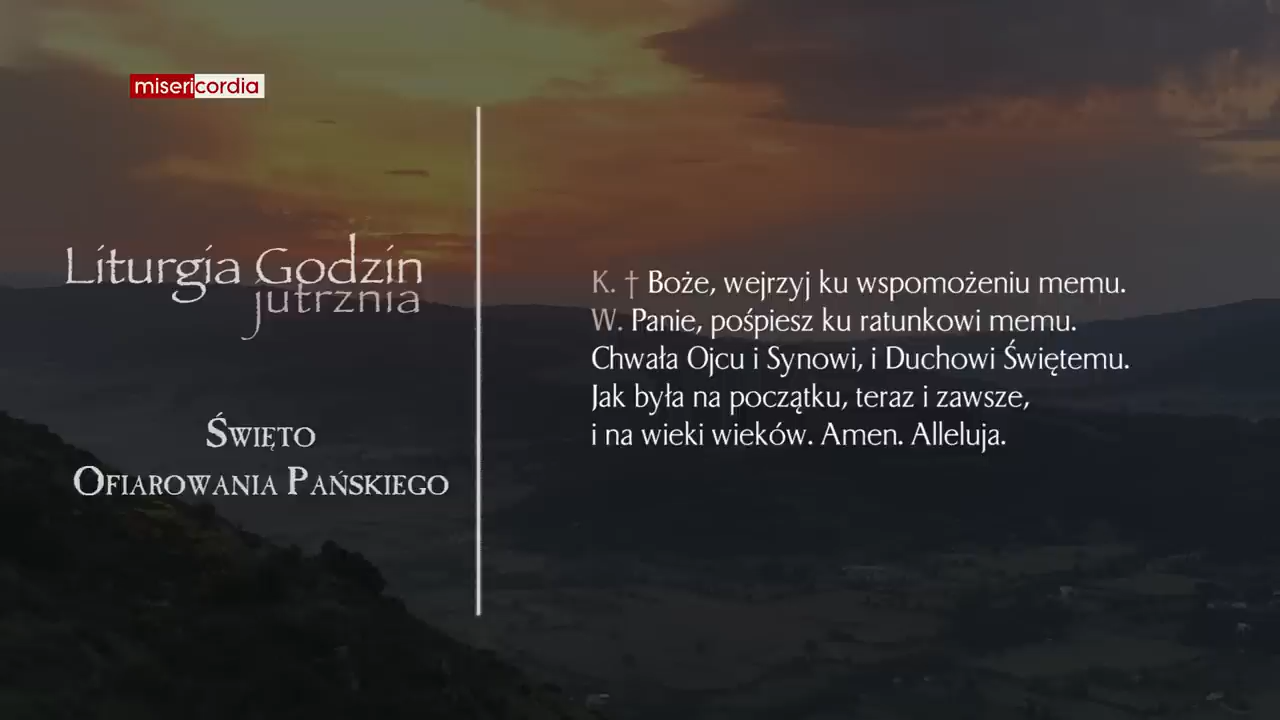 misericordia
Liturgia Godzin
jutrznia
Święto
Ofiarowania Pańskiego
K. † Boże, wejrzyj ku wspomożeniu memu.
W. Panie, pośpiesz ku ratunkowi memu.
Chwała Ojcu i Synowi, i Duchowi Świętemu.
Jak była na początku, teraz i zawsze,
i na wieki wieków. Amen. Alleluja.